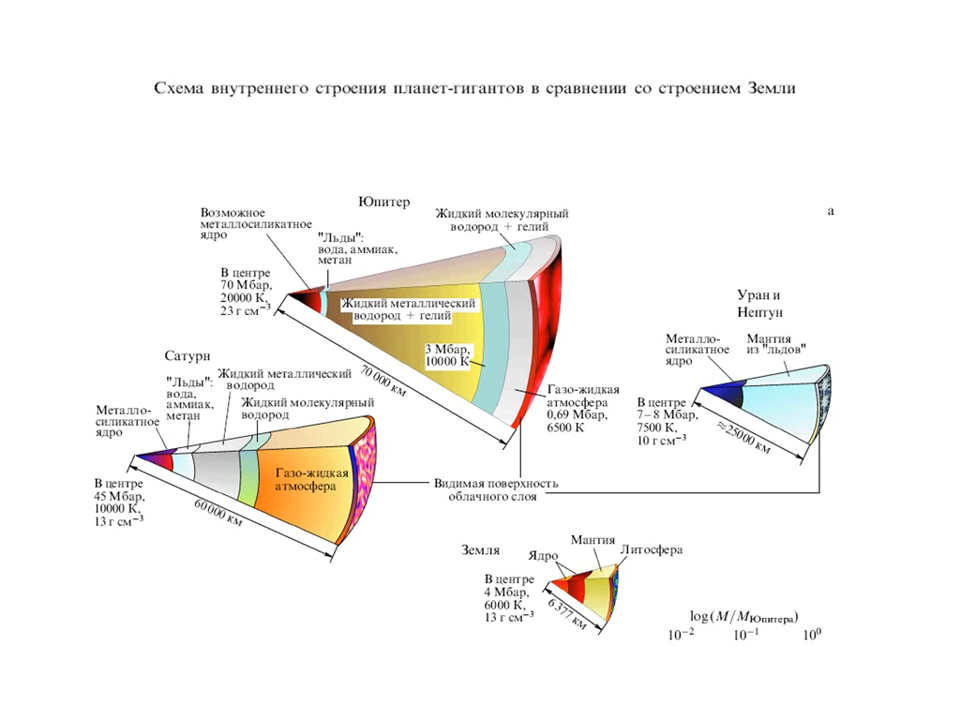 Схема внутреннего строения планет-гигантов в сравнении со строением Земли
Юпитер
а
Возможное
металлосиликатное
ядро
"Льды":
вода, аммиак,
метан
Жидкий молекулярный
водород + гелий
В центре
70 Мбар,
20000 К,
23 г см⁻³
Жидкий металлический
водород + гелий
3 Мбар,
10000 К
70 000 км
Газо-жидкая
атмосфера
0,69 Мбар,
6500 К
Уран и
Нептун
Металло-
силикатное
ядро
Мантия
из "льдов"
В центре
7–8 Мбар,
7500 К,
10 г см⁻³
≈25000 км
Сатурн
"Льды":
вода,
аммиак,
метан
Жидкий металлический
водород
Жидкий молекулярный
водород
Металло-
силикатное
ядро
Газо-жидкая
атмосфера
В центре
45 Мбар,
10000 К,
13 г см⁻³
60 000 км
Видимая поверхность
облачного слоя
Земля
Ядро
Мантия
Литосфера
В центре
4 Мбар,
6000 К,
13 г см⁻³
6 377 км
log(M/MЮпитера)
10⁻² 10⁻¹ 10⁰